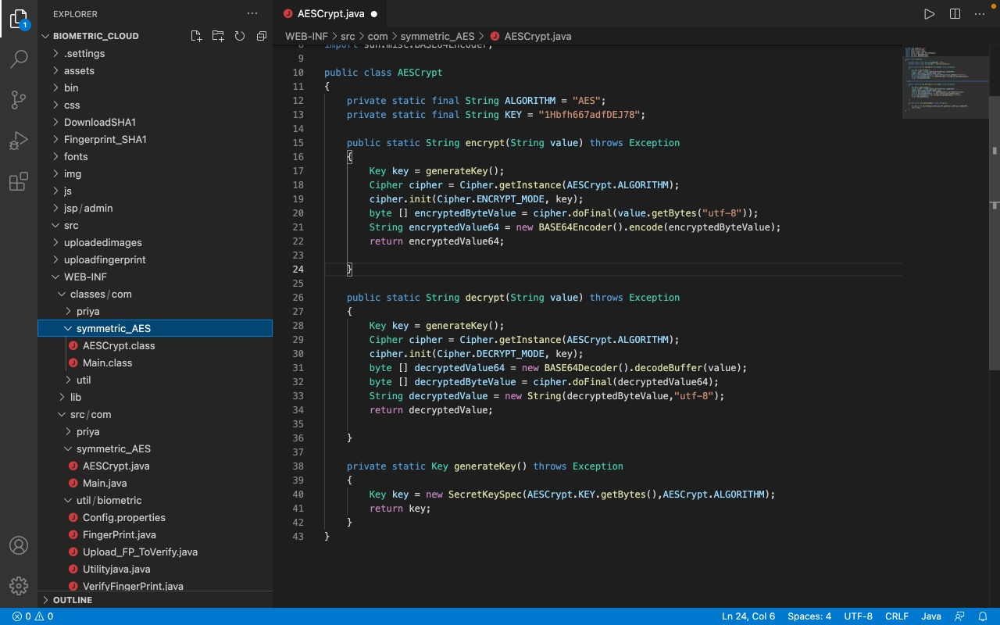 EXPLORER
BIOMETRIC_CLOUD
.settings
assets
bin
css
DownloadSHA1
Fingerprint_SHA1
fonts
img
js
jsp/admin
src
uploadedimages
uploadfingerprint
WEB-INF
classes/com
priya
symmetric_AES
AESCrypt.class
Main.class
util
lib
src/com
priya
symmetric_AES
AESCrypt.java
Main.java
util/biometric
Config.properties
FingerPrint.java
Upload_FP_ToVerify.java
Utilityjava.java
VerifyFingerPrint.java
OUTLINE
1
AESCrypt.java
WEB-INF > src > com > symmetric_AES > AESCrypt.java
8 import sun.misc.BASE64Encoder;
9
10 public class AESCrypt
11 {
12     private static final String ALGORITHM = "AES";
13     private static final String KEY = "1Hbfh667adfDEJ78";
14
15     public static String encrypt(String value) throws Exception
16     {
17         Key key = generateKey();
18         Cipher cipher = Cipher.getInstance(AESCrypt.ALGORITHM);
19         cipher.init(Cipher.ENCRYPT_MODE, key);
20         byte [] encryptedByteValue = cipher.doFinal(value.getBytes("utf-8"));
21         String encryptedValue64 = new BASE64Encoder().encode(encryptedByteValue);
22         return encryptedValue64;
23
24     }
25
26     public static String decrypt(String value) throws Exception
27     {
28         Key key = generateKey();
29         Cipher cipher = Cipher.getInstance(AESCrypt.ALGORITHM);
30         cipher.init(Cipher.DECRYPT_MODE, key);
31         byte [] decryptedValue64 = new BASE64Decoder().decodeBuffer(value);
32         byte [] decryptedByteValue = cipher.doFinal(decryptedValue64);
33         String decryptedValue = new String(decryptedByteValue,"utf-8");
34         return decryptedValue;
35
36     }
37
38     private static Key generateKey() throws Exception
39     {
40         Key key = new SecretKeySpec(AESCrypt.KEY.getBytes(),AESCrypt.ALGORITHM);
41         return key;
42     }
43 }
0 0
Ln 24, Col 6 Spaces: 4 UTF-8 CRLF Java